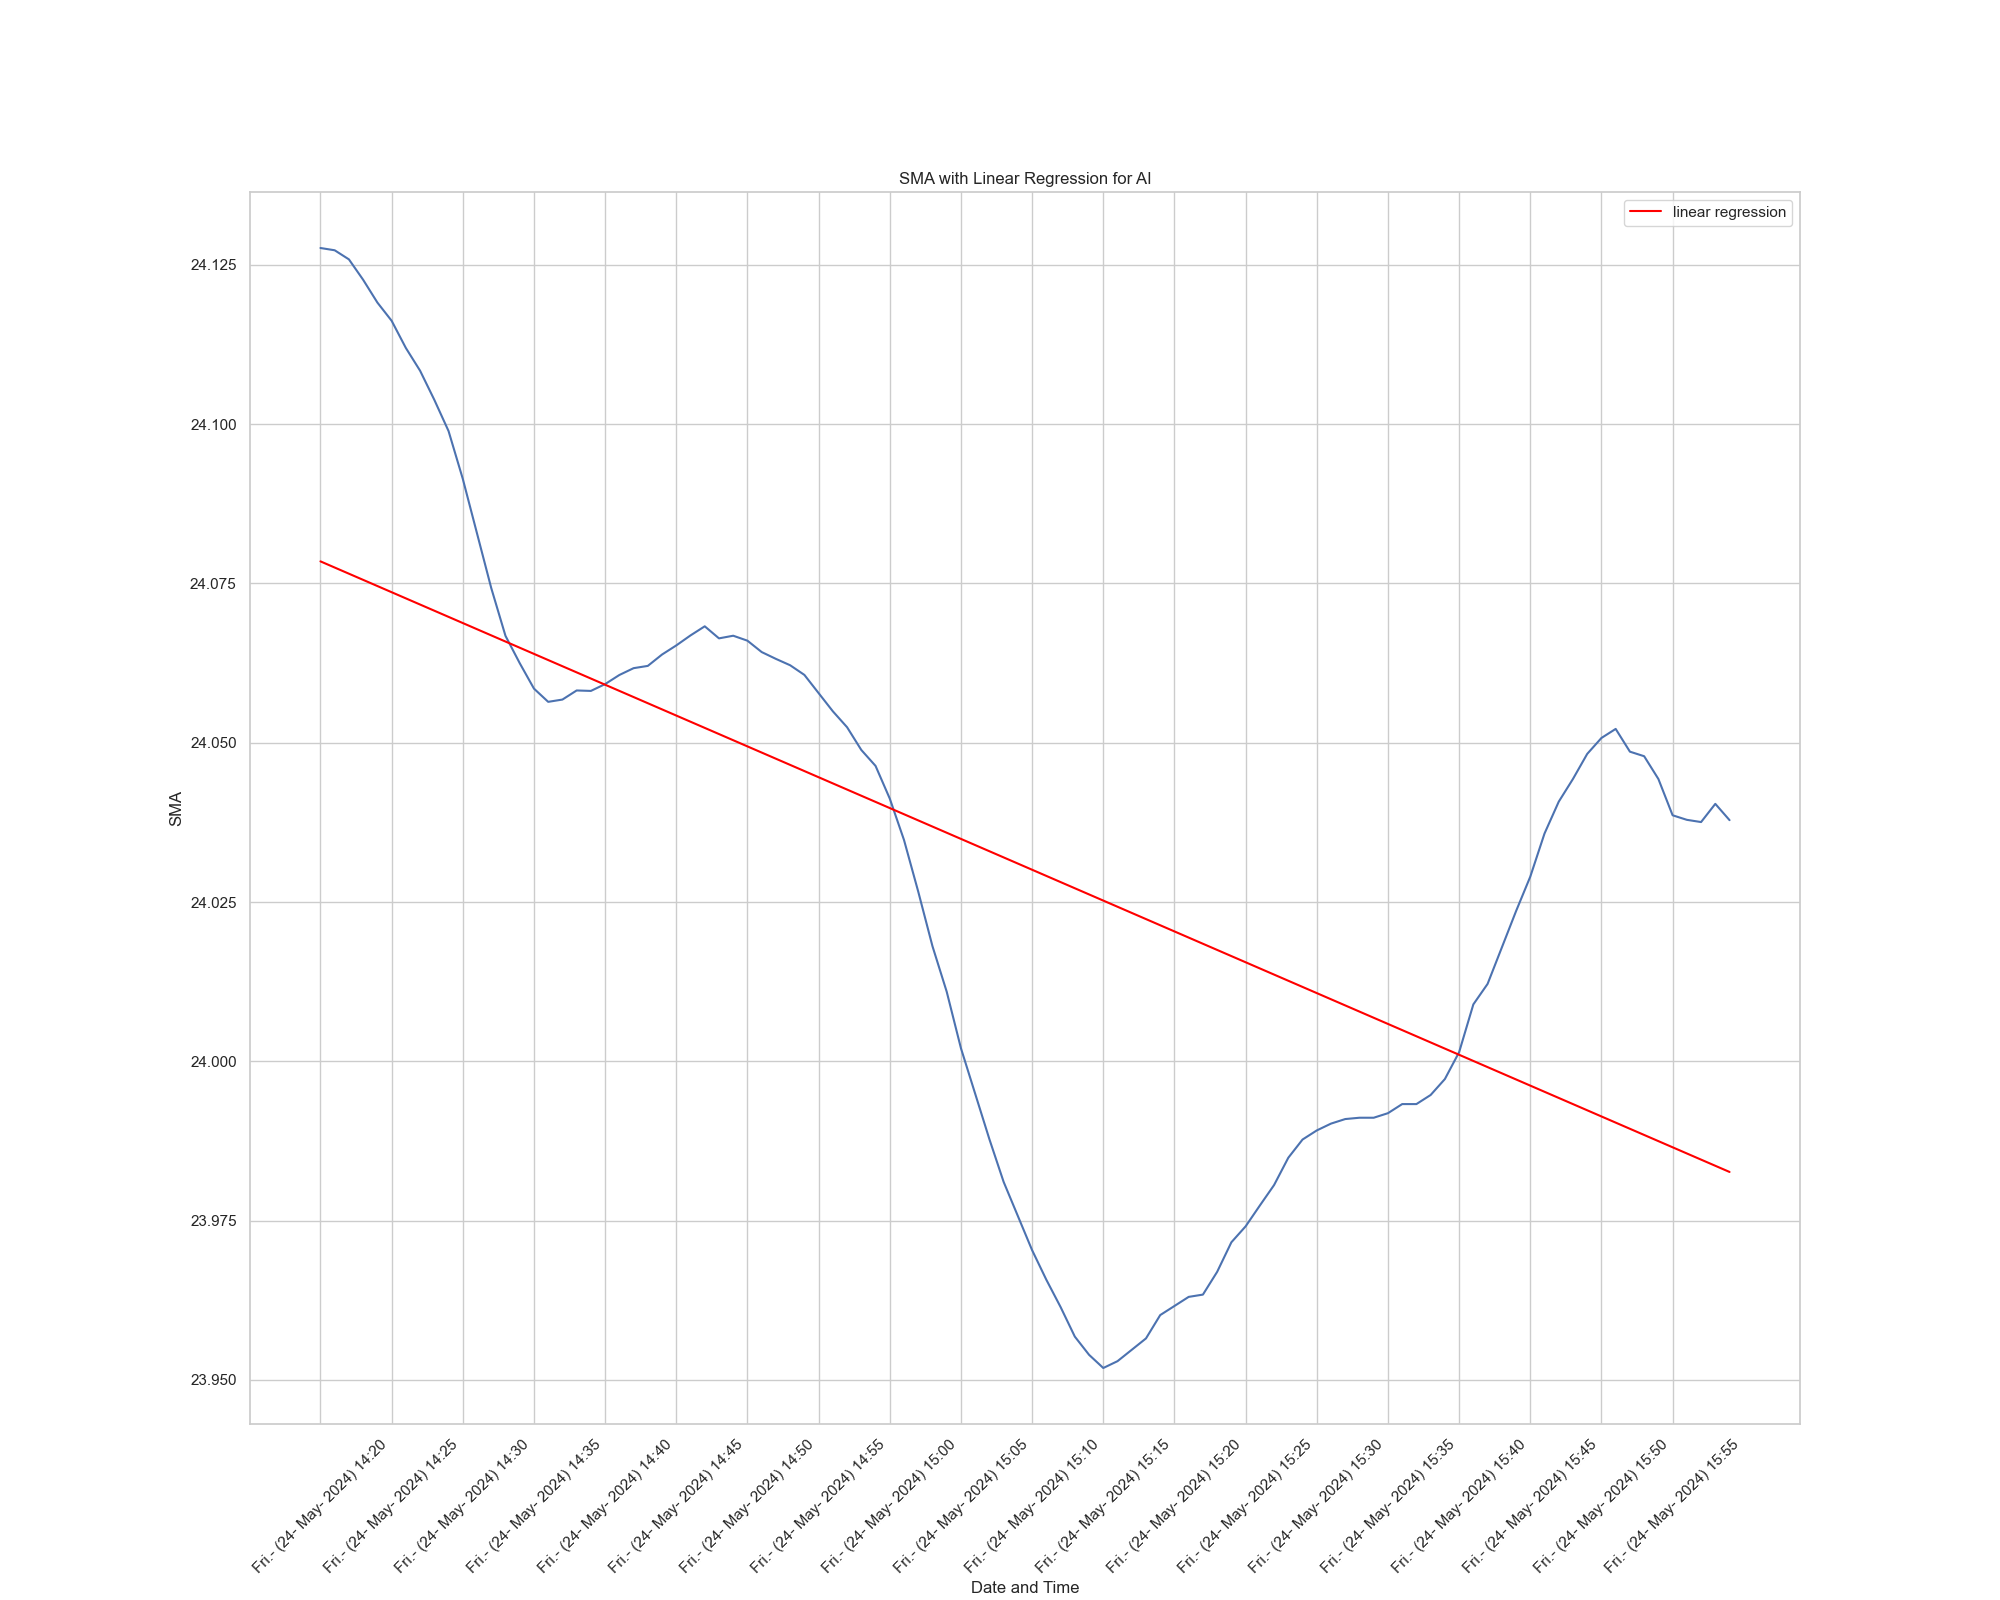 SMA with Linear Regression for AI
linear regression
24.125
24.100
24.075
24.050
24.025
24.000
23.975
23.950
SMA
Fri.- (24- May- 2024) 14:20
Fri.- (24- May- 2024) 14:25
Fri.- (24- May- 2024) 14:30
Fri.- (24- May- 2024) 14:35
Fri.- (24- May- 2024) 14:40
Fri.- (24- May- 2024) 14:45
Fri.- (24- May- 2024) 14:50
Fri.- (24- May- 2024) 14:55
Fri.- (24- May- 2024) 15:00
Fri.- (24- May- 2024) 15:05
Fri.- (24- May- 2024) 15:10
Fri.- (24- May- 2024) 15:15
Fri.- (24- May- 2024) 15:20
Fri.- (24- May- 2024) 15:25
Fri.- (24- May- 2024) 15:30
Fri.- (24- May- 2024) 15:35
Fri.- (24- May- 2024) 15:40
Fri.- (24- May- 2024) 15:45
Fri.- (24- May- 2024) 15:50
Fri.- (24- May- 2024) 15:55
Date and Time